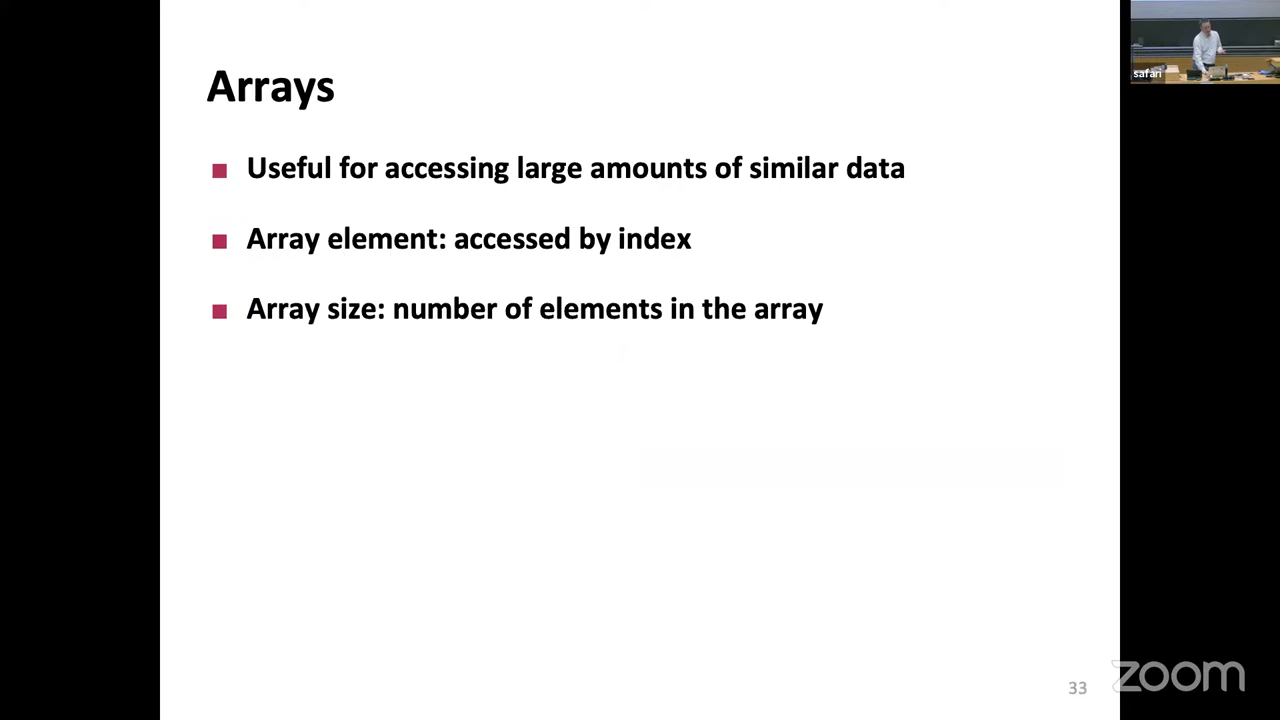 Arrays
Useful for accessing large amounts of similar data
Array element: accessed by index
Array size: number of elements in the array
33
safari
zoom